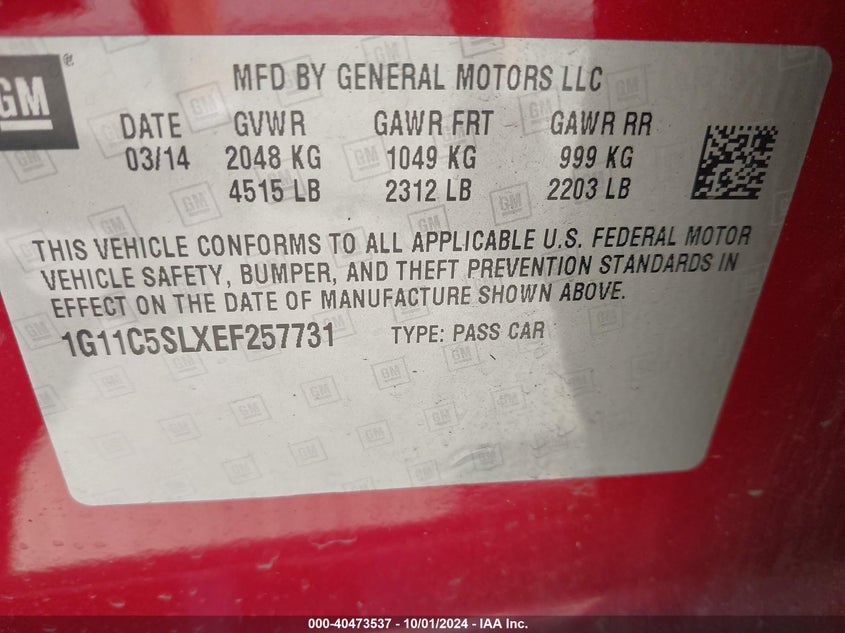 GM
®
MFD BY GENERAL MOTORS LLC
DATE GVWR GAWR FRT GAWR RR
03/14 2048 KG 1049 KG 999 KG
4515 LB 2312 LB 2203 LB
THIS VEHICLE CONFORMS TO ALL APPLICABLE U.S. FEDERAL MOTOR
VEHICLE SAFETY, BUMPER, AND THEFT PREVENTION STANDARDS IN
EFFECT ON THE DATE OF MANUFACTURE SHOWN ABOVE.
1G11C5SLXEF257731 TYPE: PASS CAR
000-40473537 - 10/01/2024 - IAA Inc.